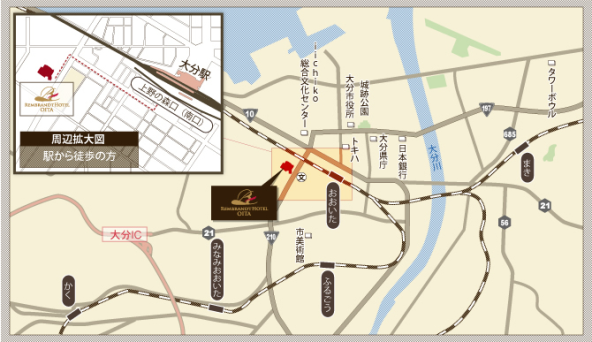 大分駅
上野の森口（南口）
REMBRANDT HOTEL
OITA
周辺拡大図
駅から徒歩の方
iichiko
総合文化センター
大分市役所
城跡公園
トキハ
大分県庁
日本銀行
大分川
タワーボウル
10
197
685
まき
REMBRANDT HOTEL
OITA
文
おおいた
大分IC
21
210
市美術館
56
21
みなみおおいた
ふるごう
かく